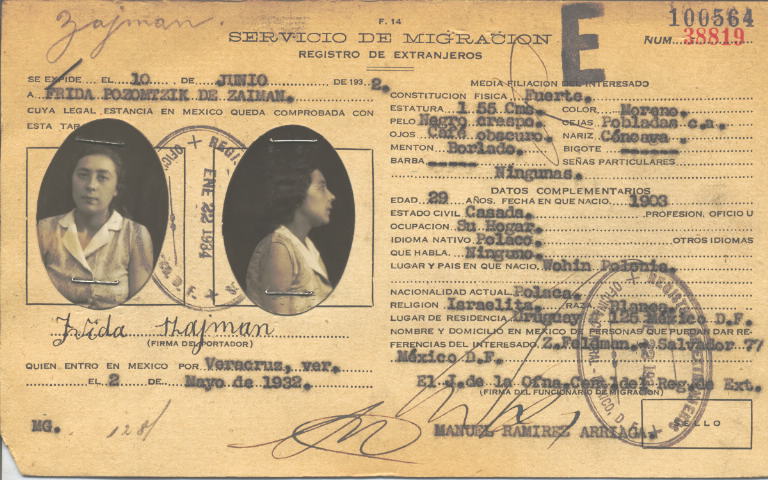 Zajman.
F. 14
SERVICIO DE MIGRACION
REGISTRO DE EXTRANJEROS
E
100564
NUM. 38819
SE EXPIDE EL 10 DE JUNIO DE 193 2.
A FRIDA POZOMTZIK DE ZAIMAN.
CUYA LEGAL ESTANCIA EN MEXICO QUEDA COMPROBADA CON
ESTA TAR
ENE 22 1934
Frida Zajman
(FIRMA DEL PORTADOR)
QUIEN ENTRO EN MEXICO POR Veracruz, ver.
EL 2 DE Mayo de 1932.
MG.
128/
MEDIA FILIACION DEL INTERESADO
CONSTITUCION FISICA Fuerte.
ESTATURA 1 55 Cms. COLOR Moreno.
PELO Negro crespo. CEJAS Pobladas c.a.
OJOS Café obscuro. NARIZ Cóncava.
MENTON Borlado. BIGOTE
BARBA SEÑAS PARTICULARES
Ningunas.
DATOS COMPLEMENTARIOS
EDAD 29 AÑOS. FECHA EN QUE NACIO. 1903
ESTADO CIVIL Casada. PROFESION, OFICIO U
OCUPACION Su Hogar.
IDIOMA NATIVO Polaco. OTROS IDIOMAS
QUE HABLA. Ninguno.
LUGAR Y PAIS EN QUE NACIO. Wohin Polonia.
NACIONALIDAD ACTUAL Polaca.
RELIGION Israelita. RAZA Blanca
LUGAR DE RESIDENCIA Uruguay 125 México D.F.
NOMBRE Y DOMICILIO EN MEXICO DE PERSONAS QUE PUEDAN DAR RE-
FERENCIAS DEL INTERESADO Z. Feldman.- Salvador 77
México D.F.
El J. de la Ofna. Cent. del Reg. de Ext.
(FIRMA DEL FUNCIONARIO DE MIGRACION)
MANUEL RAMIREZ ARRIAGA.
SELLO